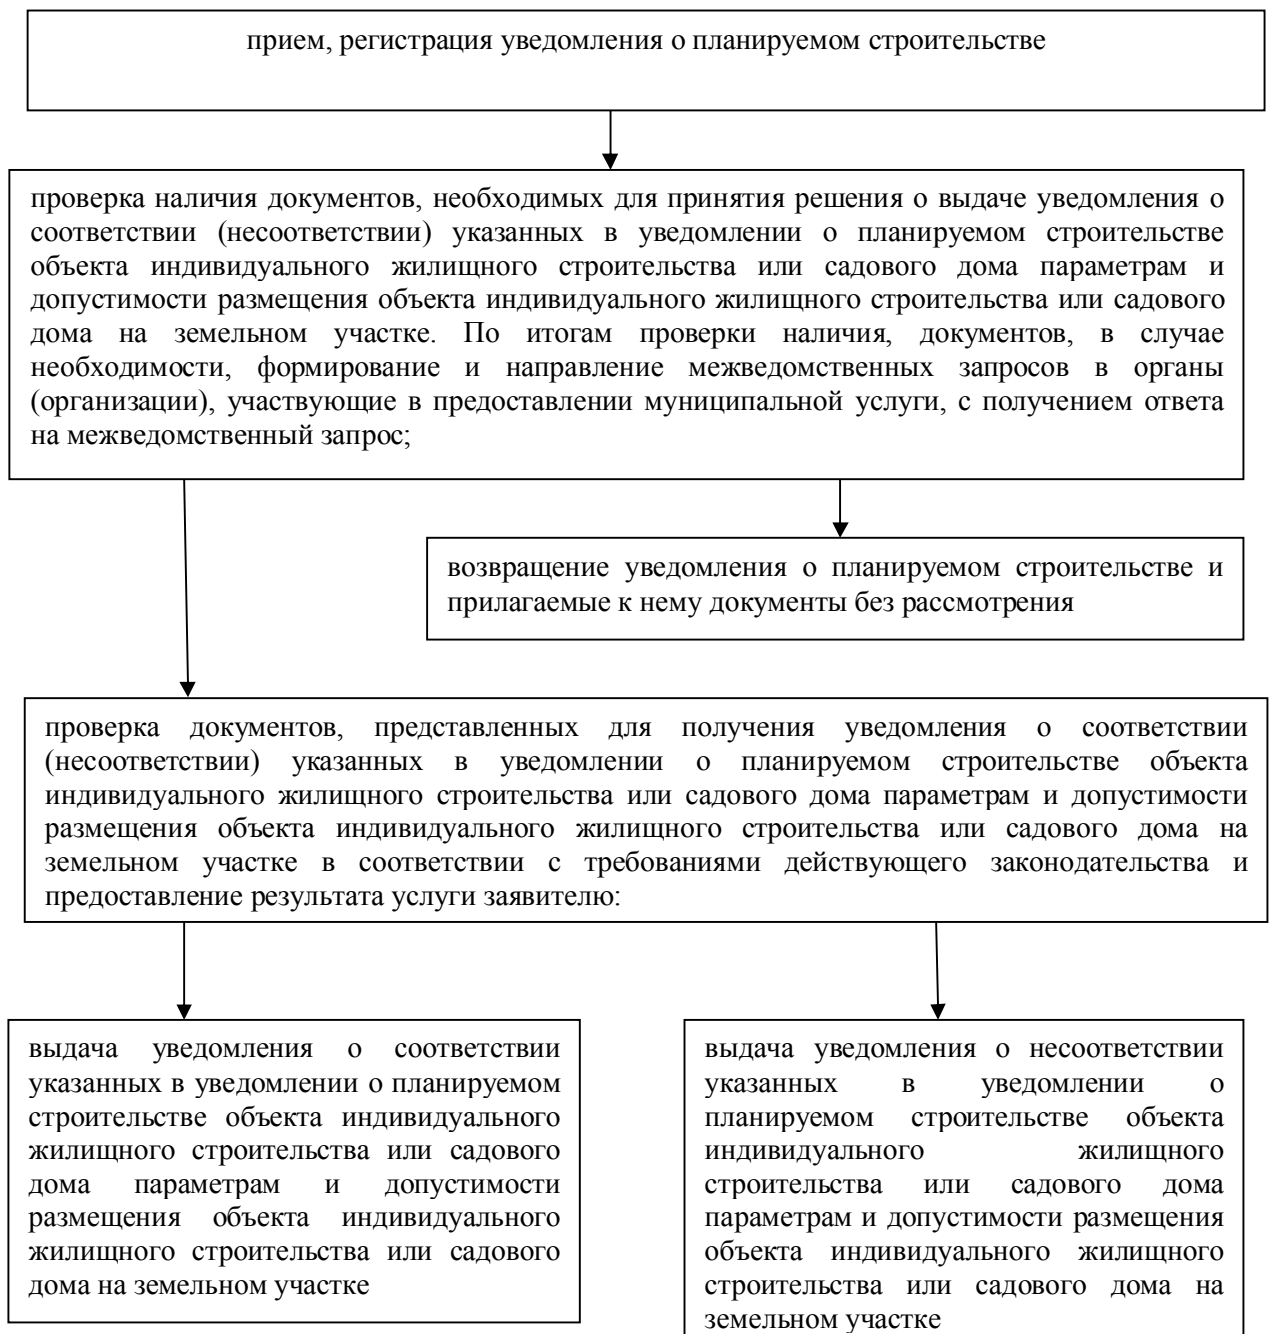 прием, регистрация уведомления о планируемом строительстве
проверка наличия документов, необходимых для принятия решения о выдаче уведомления о
соответствии (несоответствии) указанных в уведомлении о планируемом строительстве
объекта индивидуального жилищного строительства или садового дома параметрам и
допустимости размещения объекта индивидуального жилищного строительства или садового
дома на земельном участке. По итогам проверки наличия, документов, в случае
необходимости, формирование и направление межведомственных запросов в органы
(организации), участвующие в предоставлении муниципальной услуги, с получением ответа
на межведомственный запрос;
возвращение уведомления о планируемом строительстве и
прилагаемые к нему документы без рассмотрения
проверка документов, представленных для получения уведомления о соответствии
(несоответствии) указанных в уведомлении о планируемом строительстве объекта
индивидуального жилищного строительства или садового дома параметрам и допустимости
размещения объекта индивидуального жилищного строительства или садового дома на
земельном участке в соответствии с требованиями действующего законодательства и
предоставление результата услуги заявителю:
выдача уведомления о соответствии
указанных в уведомлении о планируемом
строительстве объекта индивидуального
жилищного строительства или садового
дома параметрам и допустимости
размещения объекта индивидуального
жилищного строительства или садового
дома на земельном участке
выдача уведомления о несоответствии
указанных в уведомлении о
планируемом строительстве объекта
индивидуального жилищного
строительства или садового дома
параметрам и допустимости размещения
объекта индивидуального жилищного
строительства или садового дома на
земельном участке